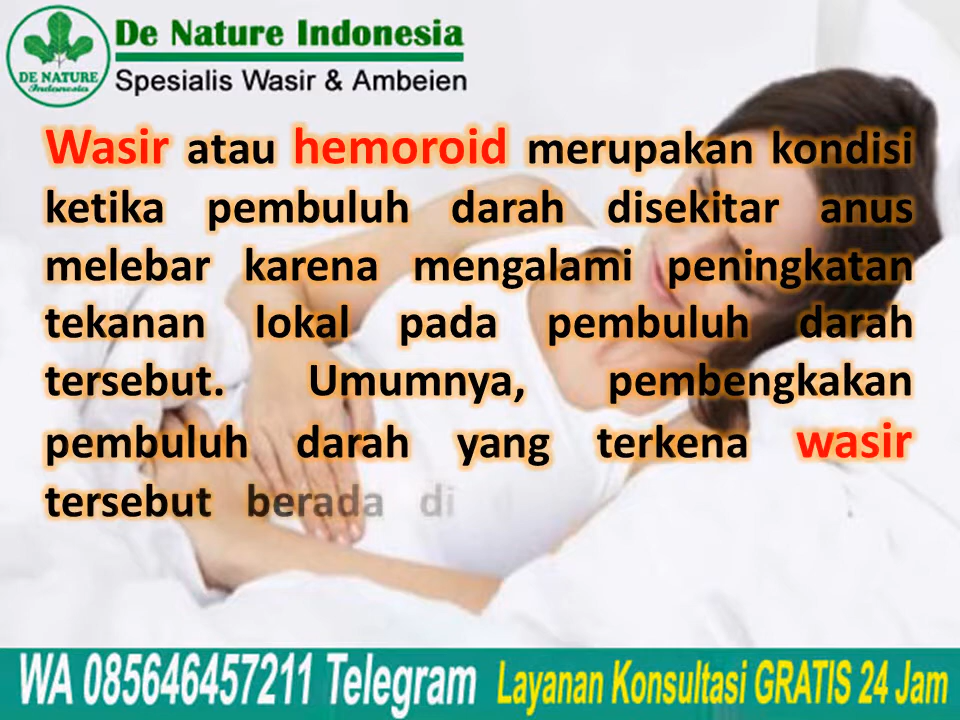 De Nature Indonesia
DE NATURE
Indonesia
Spesialis Wasir & Ambeien
Wasir atau hemoroid merupakan kondisi
ketika pembuluh darah disekitar anus
melebar karena mengalami peningkatan
tekanan lokal pada pembuluh darah
tersebut. Umumnya, pembengkakan
pembuluh darah yang terkena wasir
tersebut berada di
WA 085646457211 Telegram Layanan Konsultasi GRATIS 24 Jam